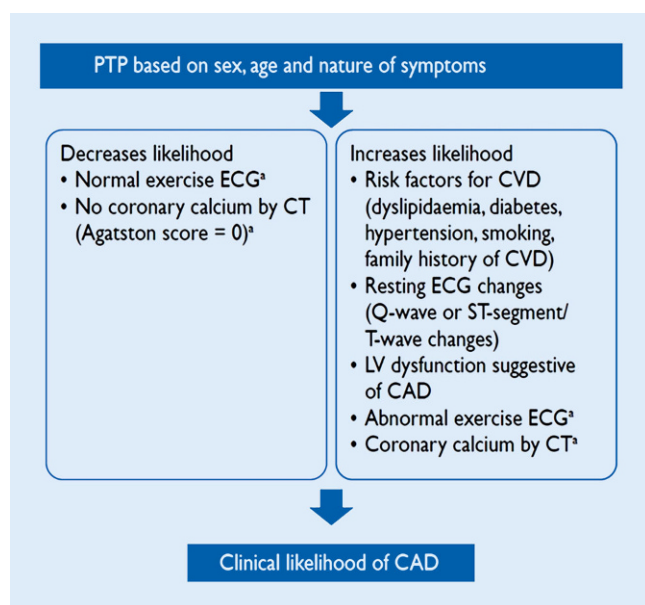 PTP based on sex, age and nature of symptoms
Decreases likelihood
• Normal exercise ECGᵃ
• No coronary calcium by CT
(Agatston score = 0)ᵃ
Increases likelihood
• Risk factors for CVD
(dyslipidaemia, diabetes,
hypertension, smoking,
family history of CVD)
• Resting ECG changes
(Q-wave or ST-segment/
T-wave changes)
• LV dysfunction suggestive
of CAD
• Abnormal exercise ECGᵃ
• Coronary calcium by CTᵃ
Clinical likelihood of CAD